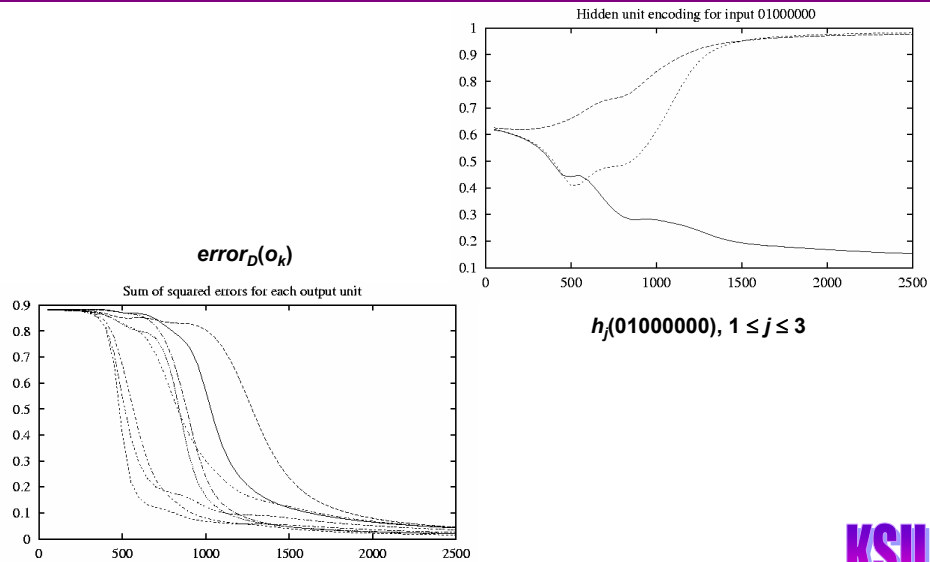 Hidden unit encoding for input 01000000
1
0.9
0.8
0.7
0.6
0.5
0.4
0.3
0.2
0.1
0 500 1000 1500 2000 2500
h_j(01000000), 1 ≤ j ≤ 3
error_D(o_k)
Sum of squared errors for each output unit
0.9
0.8
0.7
0.6
0.5
0.4
0.3
0.2
0.1
0
0 500 1000 1500 2000 2500
KSU